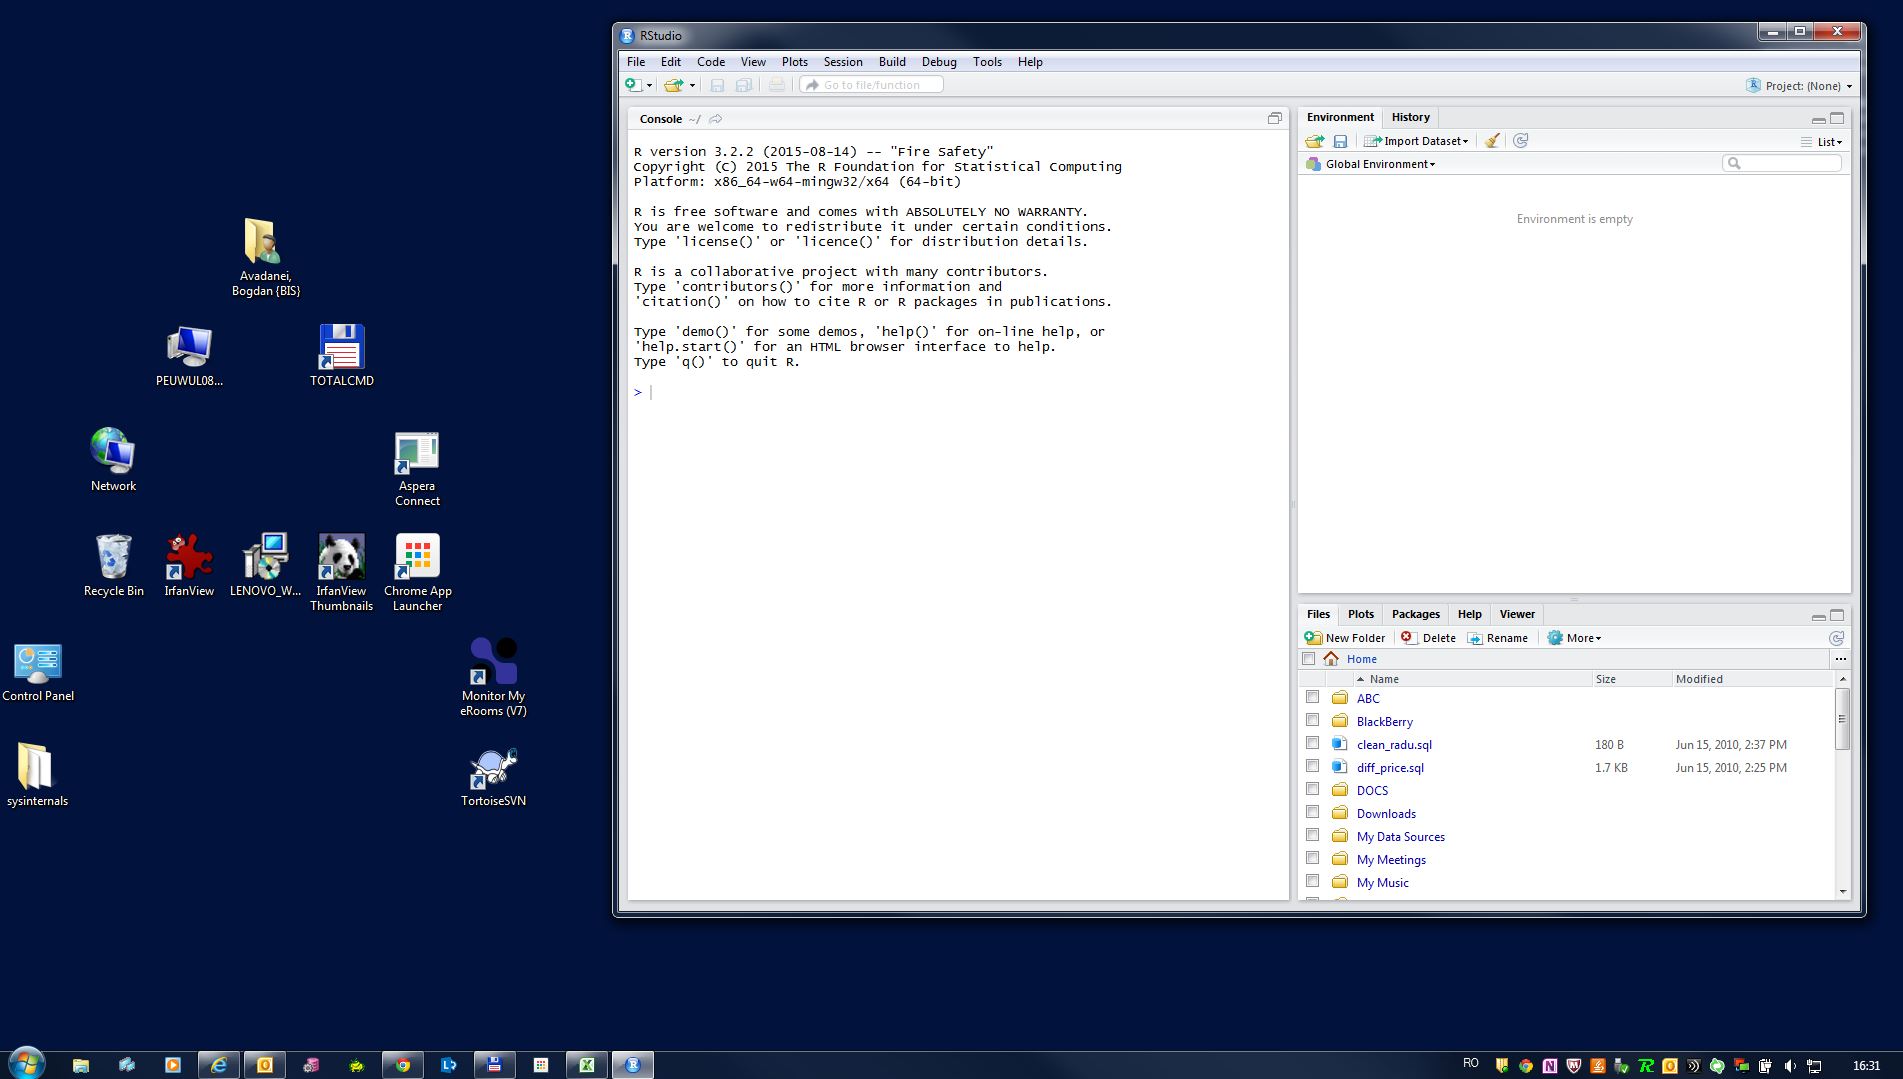 Avadanei,
Bogdan {BIS}
PEUWUL08...
TOTALCMD
Network
Aspera
Connect
Recycle Bin
IrfanView
LENOVO_W...
IrfanView
Thumbnails
Chrome App
Launcher
Control Panel
Monitor My
eRooms (V7)
sysinternals
TortoiseSVN
RStudio
File Edit Code View Plots Session Build Debug Tools Help
Go to file/function
Project: (None)
Console ~/
R version 3.2.2 (2015-08-14) -- "Fire Safety"
Copyright (C) 2015 The R Foundation for Statistical Computing
Platform: x86_64-w64-mingw32/x64 (64-bit)
R is free software and comes with ABSOLUTELY NO WARRANTY.
You are welcome to redistribute it under certain conditions.
Type 'license()' or 'licence()' for distribution details.
R is a collaborative project with many contributors.
Type 'contributors()' for more information and
'citation()' on how to cite R or R packages in publications.
Type 'demo()' for some demos, 'help()' for on-line help, or
'help.start()' for an HTML browser interface to help.
Type 'q()' to quit R.
>
Environment History
Import Dataset
List
Global Environment
Environment is empty
Files Plots Packages Help Viewer
New Folder Delete Rename More
Home ...
Name Size Modified
ABC
BlackBerry
clean_radu.sql 180 B Jun 15, 2010, 2:37 PM
diff_price.sql 1.7 KB Jun 15, 2010, 2:25 PM
DOCS
Downloads
My Data Sources
My Meetings
My Music
RO
16:31